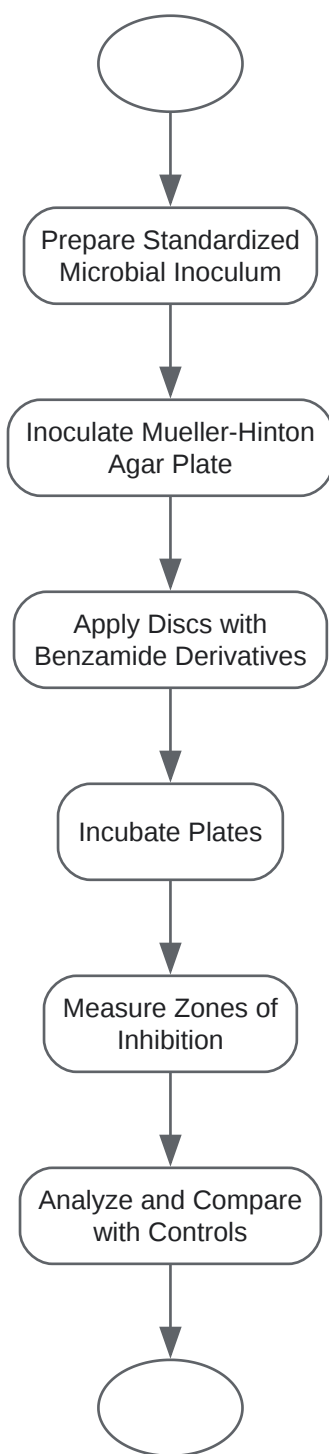 Prepare Standardized
Microbial Inoculum
Inoculate Mueller-Hinton
Agar Plate
Apply Discs with
Benzamide Derivatives
Incubate Plates
Measure Zones of
Inhibition
Analyze and Compare
with Controls